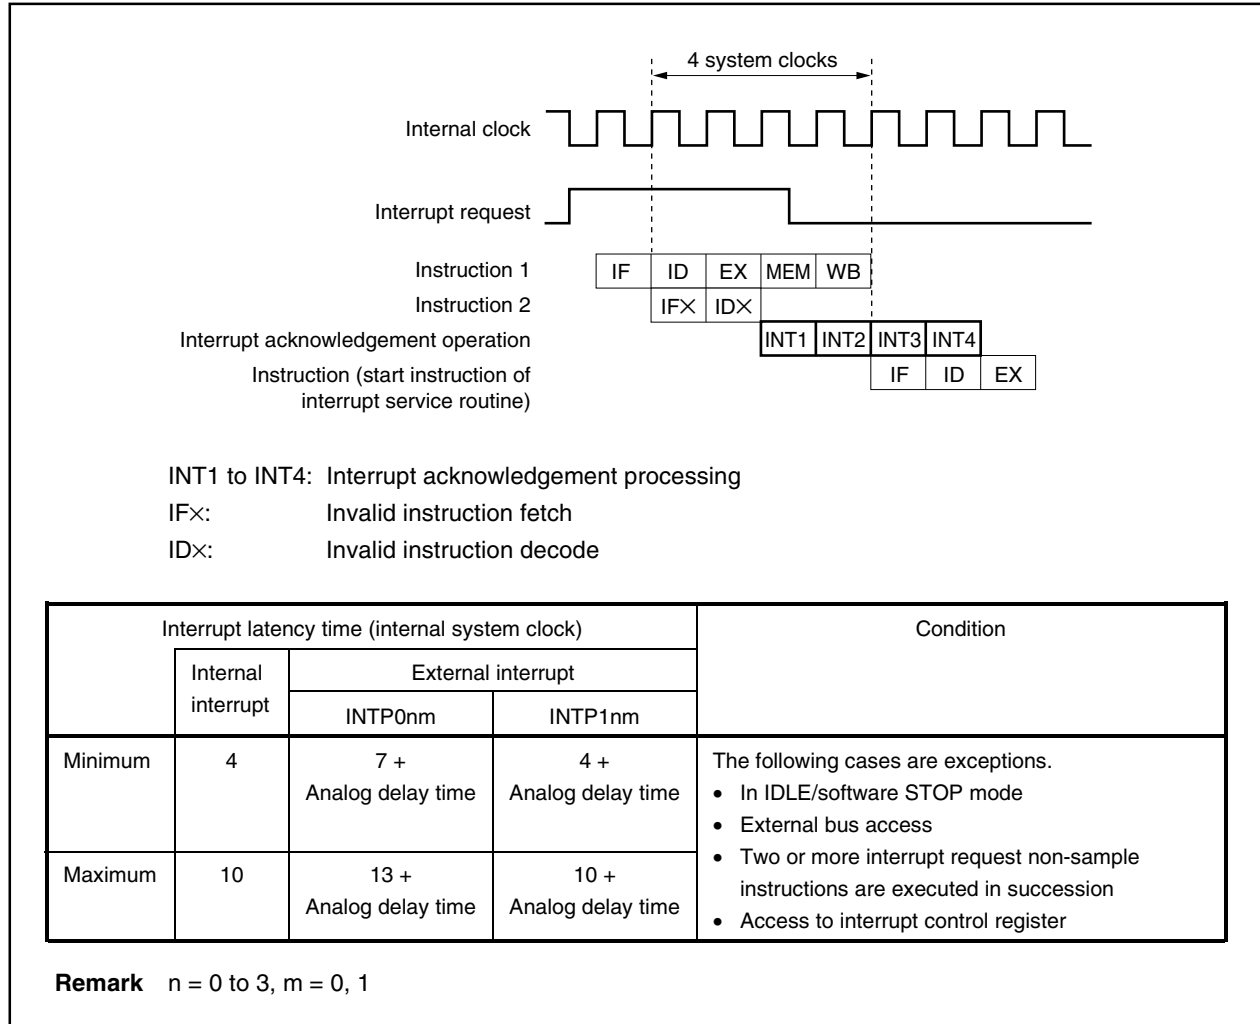 4 system clocks
Internal clock
Interrupt request
Instruction 1 IF ID EX MEM WB
Instruction 2 IF× ID×
Interrupt acknowledgement operation INT1 INT2 INT3 INT4
Instruction (start instruction of IF ID EX
interrupt service routine)
INT1 to INT4: Interrupt acknowledgement processing
IF×: Invalid instruction fetch
ID×: Invalid instruction decode
Interrupt latency time (internal system clock) Condition
Internal External interrupt
interrupt INTP0nm INTP1nm
Minimum 4 7 + 4 + The following cases are exceptions.
Analog delay time Analog delay time • In IDLE/software STOP mode
• External bus access
• Two or more interrupt request non-sample
Maximum 10 13 + 10 + instructions are executed in succession
Analog delay time Analog delay time • Access to interrupt control register
Remark n = 0 to 3, m = 0, 1